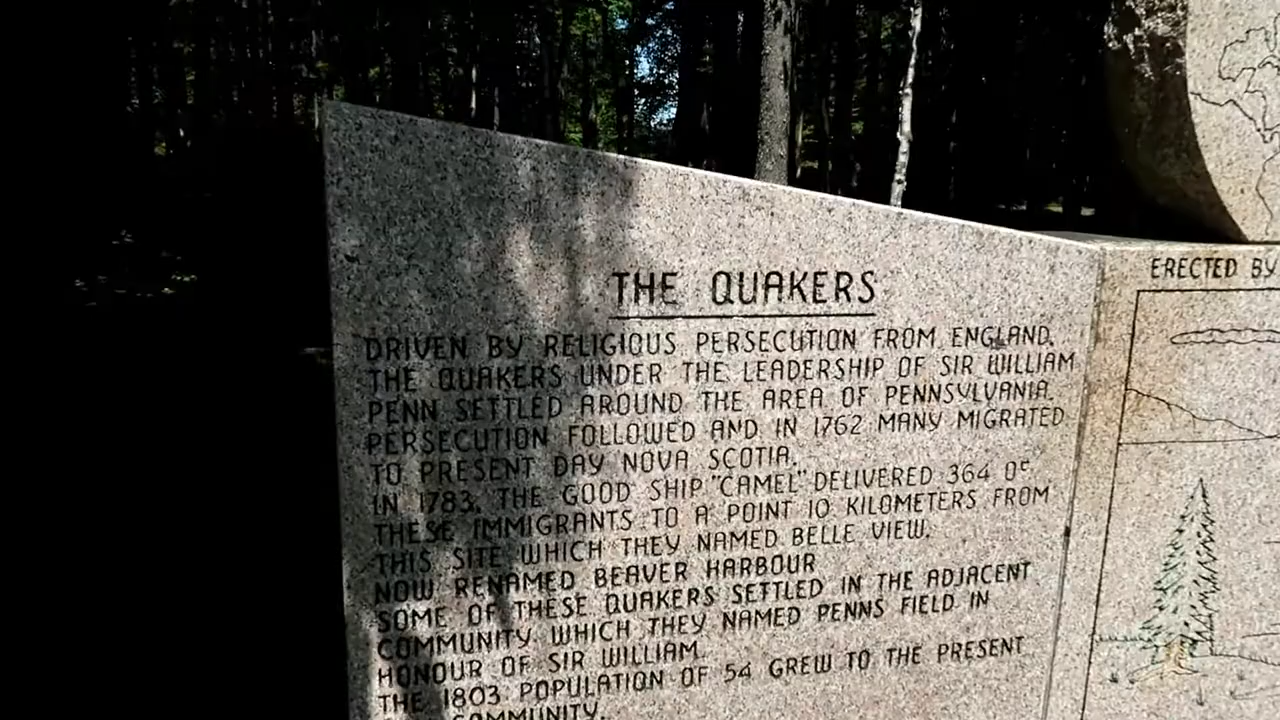 THE QUAKERS
DRIVEN BY RELIGIOUS PERSECUTION FROM ENGLAND,
THE QUAKERS UNDER THE LEADERSHIP OF SIR WILLIAM
PENN SETTLED AROUND THE AREA OF PENNSYLVANIA.
PERSECUTION FOLLOWED AND IN 1762 MANY MIGRATED
TO PRESENT DAY NOVA SCOTIA.
IN 1783, THE GOOD SHIP "CAMEL" DELIVERED 364 OF
THESE IMMIGRANTS TO A POINT 10 KILOMETERS FROM
THIS SITE WHICH THEY NAMED BELLE VIEW.
NOW RENAMED BEAVER HARBOUR
SOME OF THESE QUAKERS SETTLED IN THE ADJACENT
COMMUNITY WHICH THEY NAMED PENNS FIELD IN
HONOUR OF SIR WILLIAM.
THE 1803 POPULATION OF 54 GREW TO THE PRESENT
COMMUNITY.
ERECTED BY